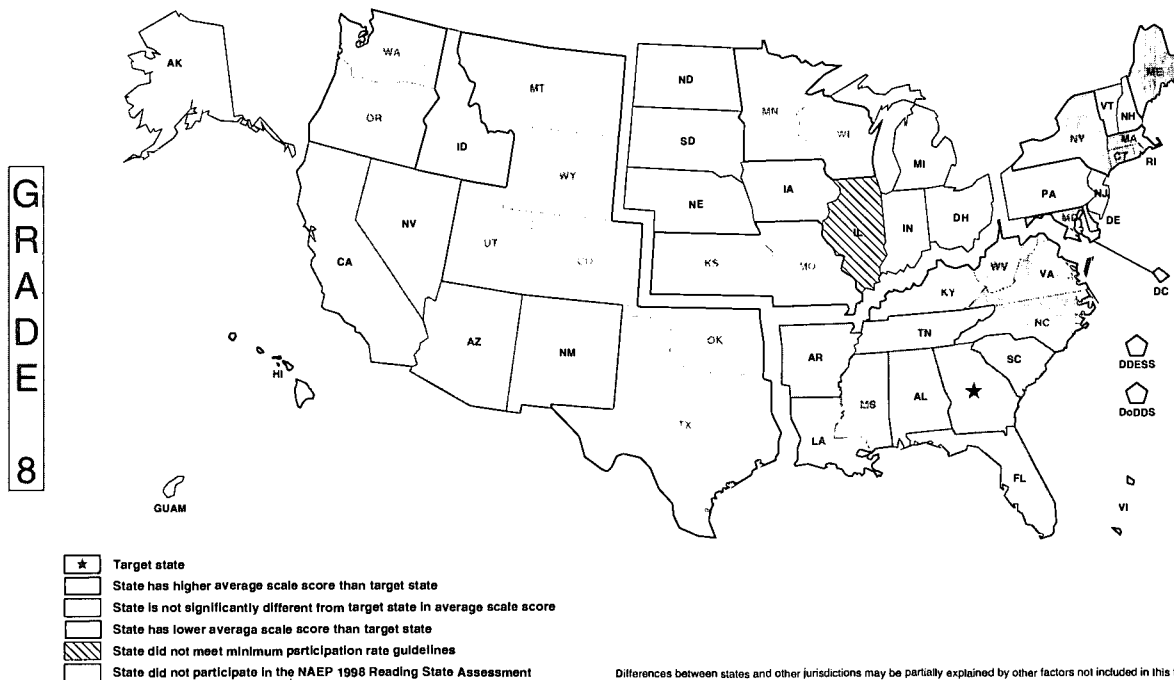 GRADE 8
AK
WA
MT
ND
MN
ME
VT
NH
OR
ID
SD
WI
NY
MA
CT
RI
WY
MI
IA
NE
PA
NJ
NV
IL
IN
DH
DE
MD
UT
CO
CA
KS
MO
WV
VA
DC
KY
NC
AZ
NM
OK
TN
AR
SC
DDESS
HI
MS
AL
DoDDS
TX
LA
FL
GUAM
VI
Target state
State has higher average scale score than target state
State is not significantly different from target state in average scale score
State has lower averaga scale score than target state
State did not meet minimum participation rate guidelines
State did not participate in the NAEP 1998 Reading State Assessment
Differences between states and other jurisdictions may be partially explained by other factors not included in this